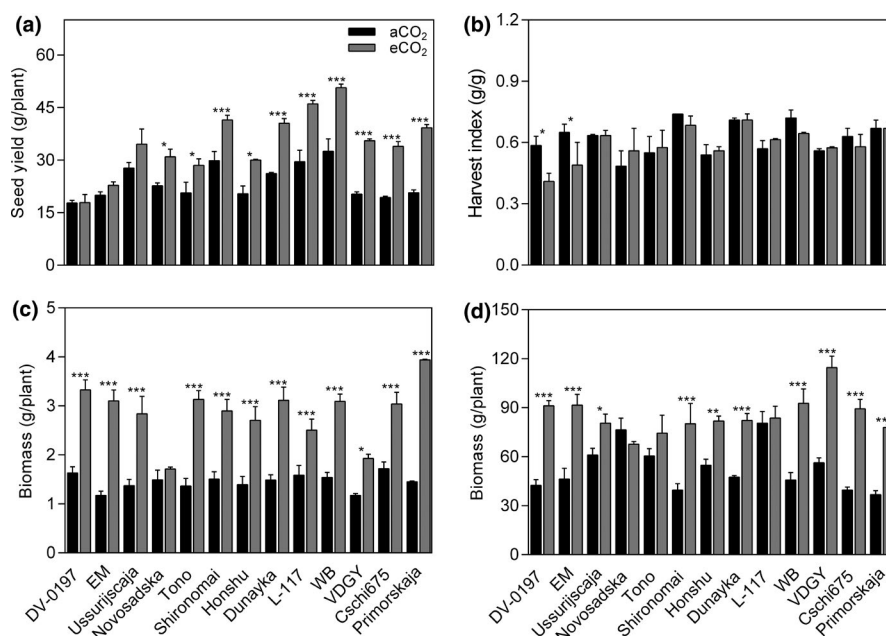 (a)
aCO₂
eCO₂
Seed yield (g/plant)
60
45
30
15
0
*
*
***
*
***
***
***
***
***
***
(b)
Harvest index (g/g)
1.2
0.9
0.6
0.3
0.0
*
*
(c)
Biomass (g/plant)
5
4
3
2
1
0
***
***
***
***
***
***
***
***
***
*
***
***
DV-0197
EM
Ussurijscaja
Novosadska
Tono
Shironomai
Honshu
Dunayka
L-117
WB
VDGY
Cschi675
Primorskaja
(d)
Biomass (g/plant)
150
120
90
60
30
0
***
***
*
***
**
***
***
***
***
**
DV-0197
EM
Ussurijscaja
Novosadska
Tono
Shironomai
Honshu
Dunayka
L-117
WB
VDGY
Cschi675
Primorskaja